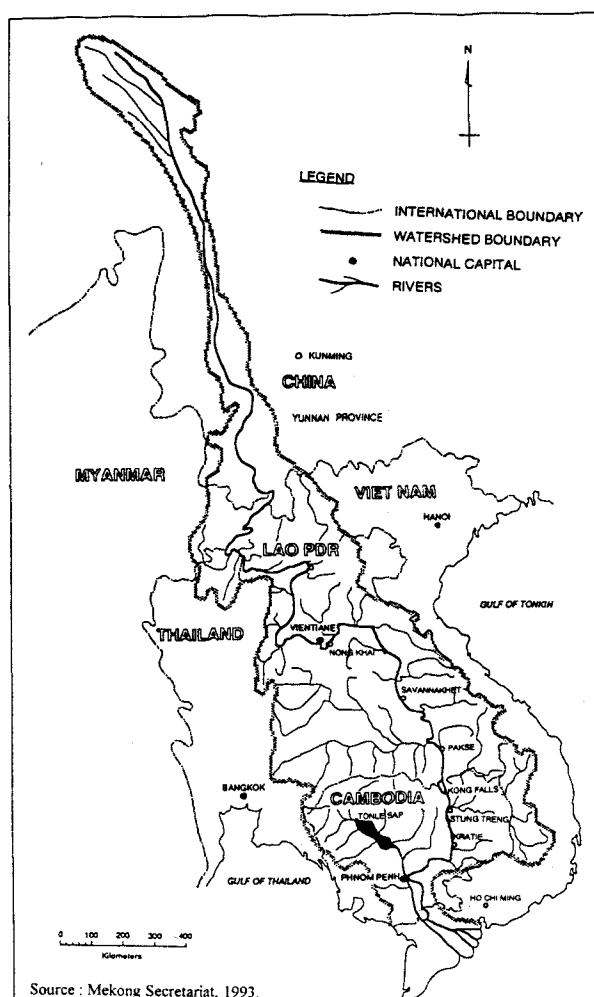 N
LEGEND
INTERNATIONAL BOUNDARY
WATERSHED BOUNDARY
NATIONAL CAPITAL
RIVERS
KUNMING
CHINA
YUNNAN PROVINCE
MYANMAR
VIET NAM
HANOI
LAO PDR
GULF OF TONKIN
THAILAND
VIENTIANE
NONG KHAI
SAVANNAKHET
PAKSE
BANGKOK
KONG FALLS
CAMBODIA
TONLE SAP
STUNG TRENG
KRATIE
PHNOM PENH
GULF OF THAILAND
HO CHI MING
0 100 200 300 400
Kilometers
Source : Mekong Secretariat, 1993.